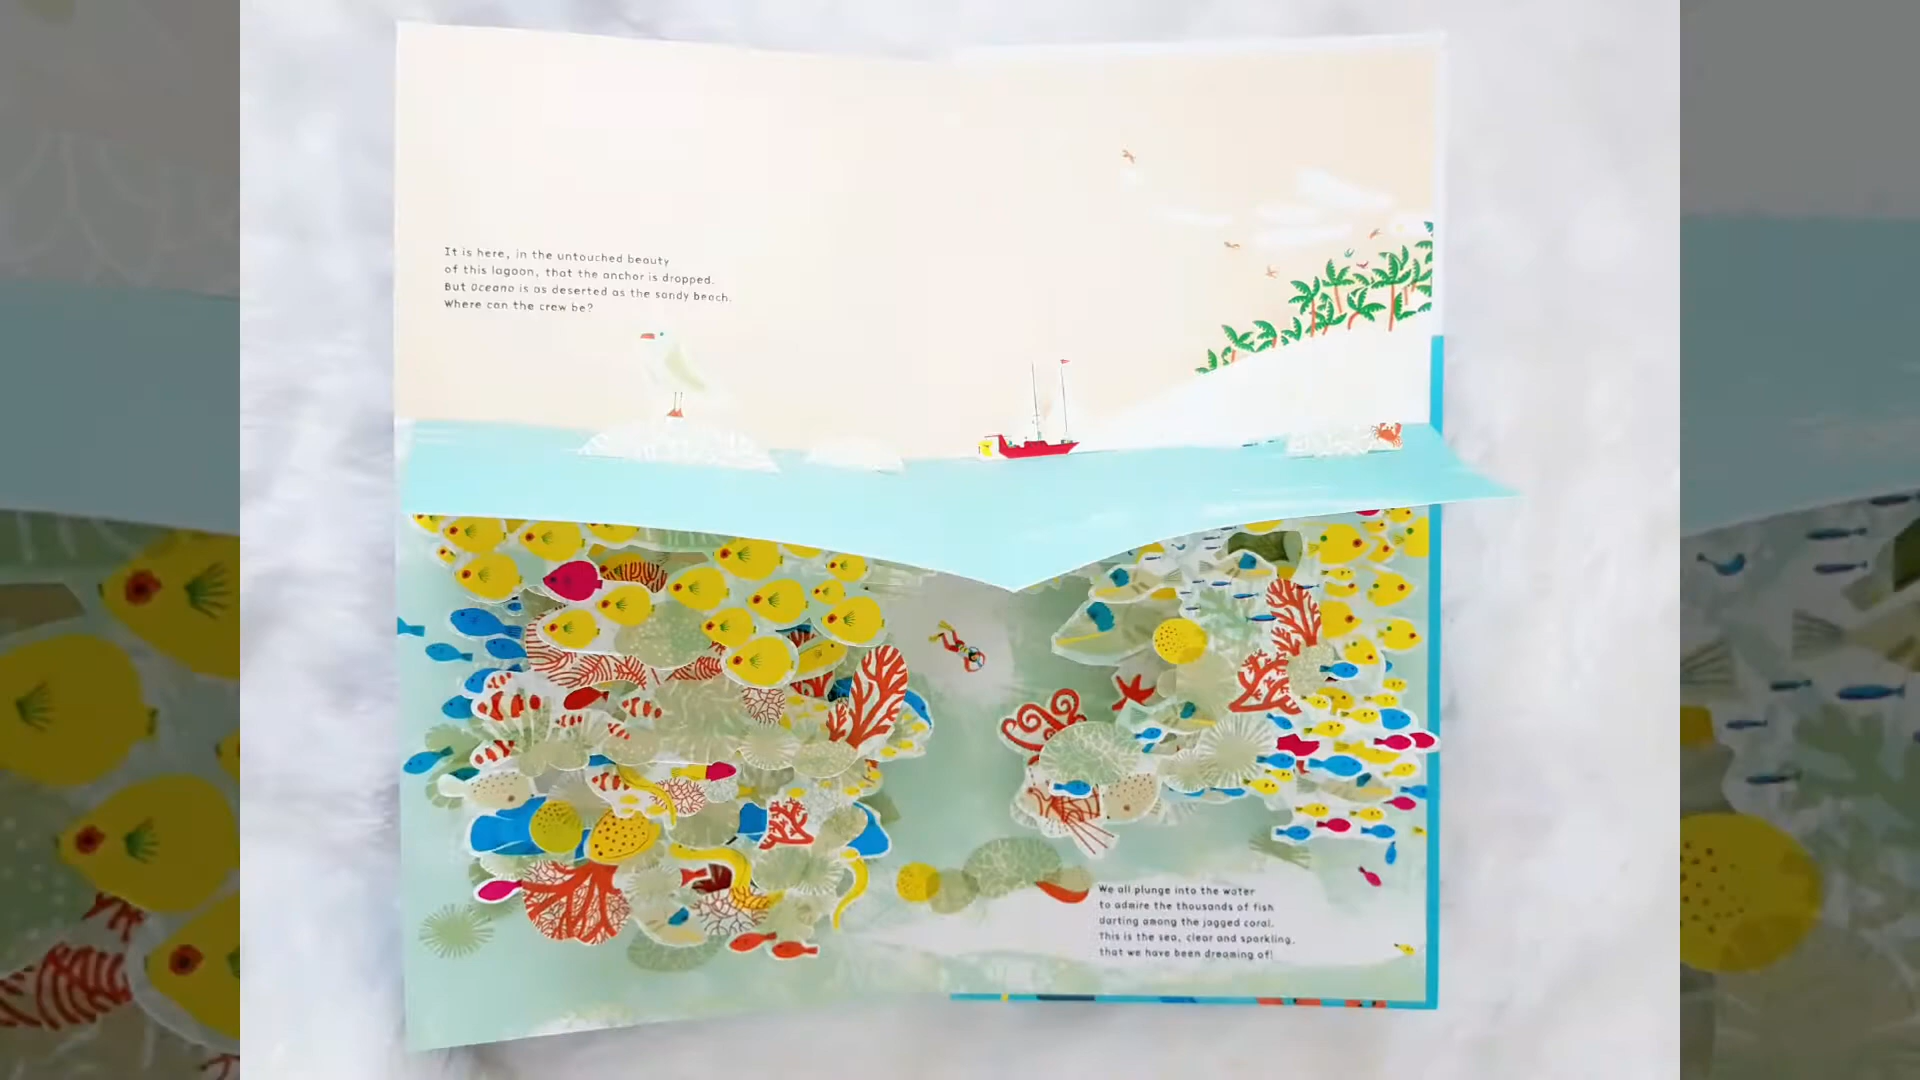 It is here, in the untouched beauty
of this lagoon, that the anchor is dropped.
But Oceano is as deserted as the sandy beach.
Where can the crew be?
We all plunge into the water
to admire the thousands of fish
darting among the jagged coral.
This is the sea, clear and sparkling,
that we have been dreaming of!